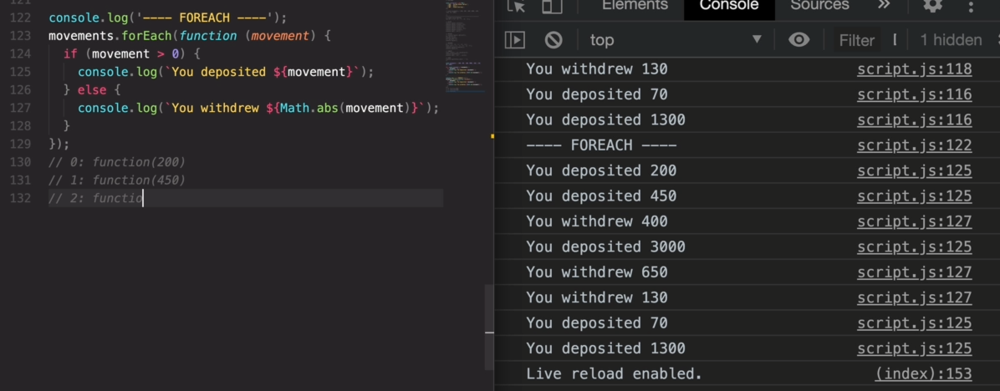 121
122 console.log('---- FOREACH ----');
123 movements.forEach(function (movement) {
124 if (movement > 0) {
125 console.log(`You deposited ${movement}`);
126 } else {
127 console.log(`You withdrew ${Math.abs(movement)}`);
128 }
129 });
130 // 0: function(200)
131 // 1: function(450)
132 // 2: functio
Elements Console Sources »
top ▼ Filter 1 hidden
You withdrew 130 script.js:118
You deposited 70 script.js:116
You deposited 1300 script.js:116
---- FOREACH ---- script.js:122
You deposited 200 script.js:125
You deposited 450 script.js:125
You withdrew 400 script.js:127
You deposited 3000 script.js:125
You withdrew 650 script.js:127
You withdrew 130 script.js:127
You deposited 70 script.js:125
You deposited 1300 script.js:125
Live reload enabled. (index):153